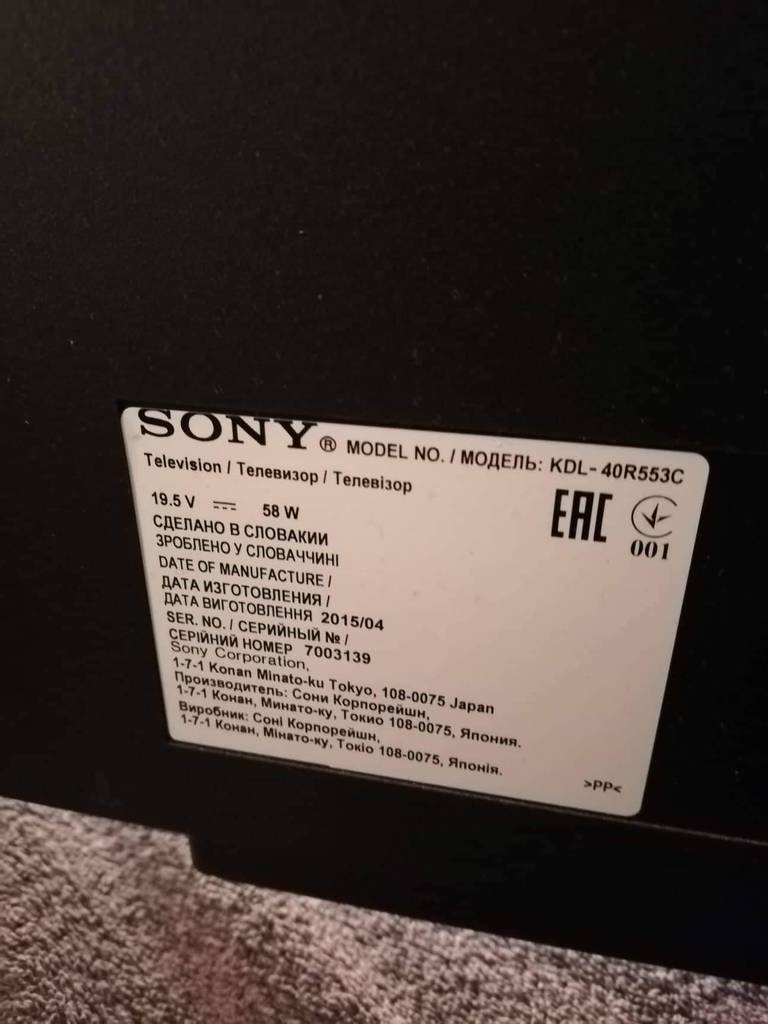 SONY® MODEL NO. / МОДЕЛЬ: KDL-40R553C
Television / Телевизор / Телевізор
19.5 V ⎓ 58 W
EAC
001
СДЕЛАНО В СЛОВАКИИ
ЗРОБЛЕНО У СЛОВАЧЧИНІ
DATE OF MANUFACTURE /
ДАТА ИЗГОТОВЛЕНИЯ /
ДАТА ВИГОТОВЛЕННЯ 2015/04
SER. NO. / СЕРИЙНЫЙ № /
СЕРІЙНИЙ НОМЕР 7003139
Sony Corporation,
1-7-1 Konan Minato-ku Tokyo, 108-0075 Japan
Производитель: Сони Корпорейшн,
1-7-1 Конан, Минато-ку, Токио 108-0075, Япония.
Виробник: Соні Корпорейшн,
1-7-1 Конан, Мінато-ку, Токіо 108-0075, Японія.
>PP<